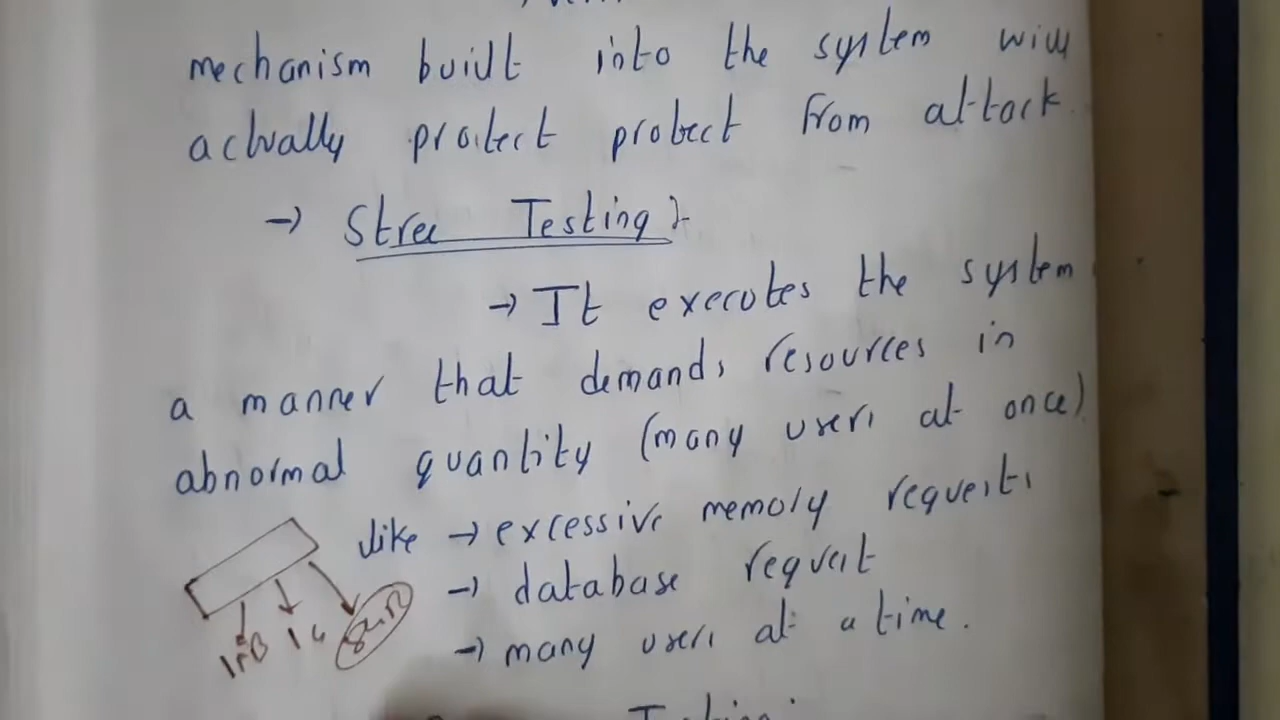 mechanism built into the system will
actually protect protect from attack.
→ Stree Testing :-
→ It executes the system
a manner that demands resources in
abnormal quantity (many users at once)
like → excessive memory requests
→ database request
→ many users at a time.
Testing :